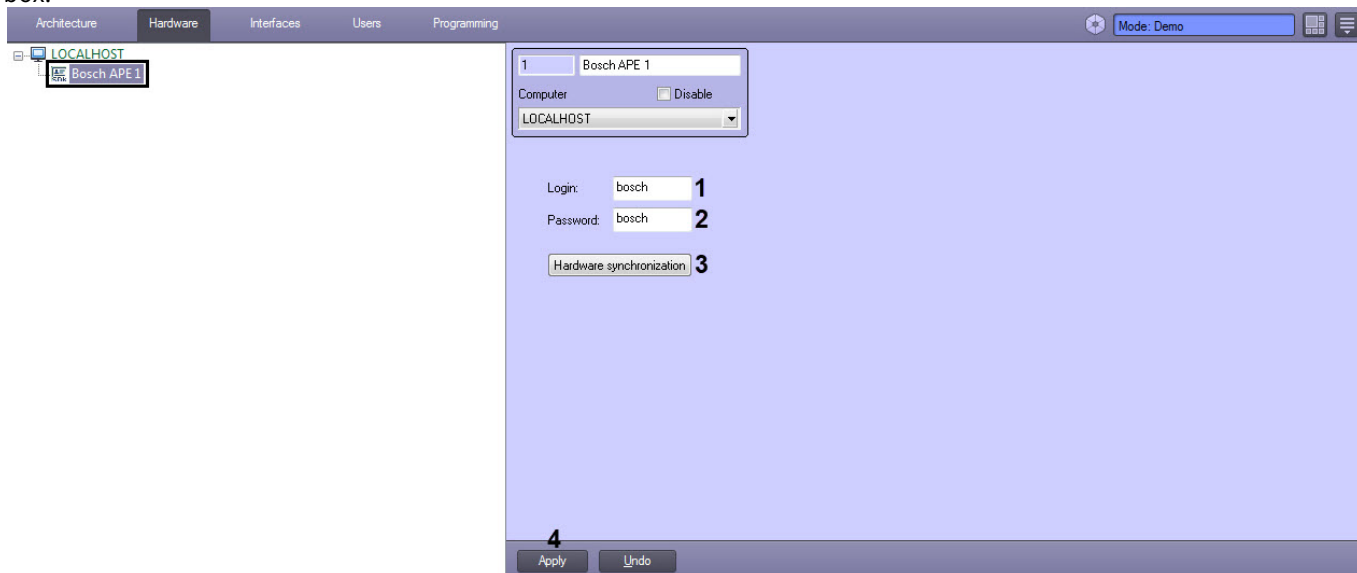 box.
Architecture Hardware Interfaces Users Programming Mode: Demo
LOCALHOST
Bosch APE 1
1 Bosch APE 1
Computer Disable
LOCALHOST
Login: bosch 1
Password: bosch 2
Hardware synchronization 3
4
Apply Undo